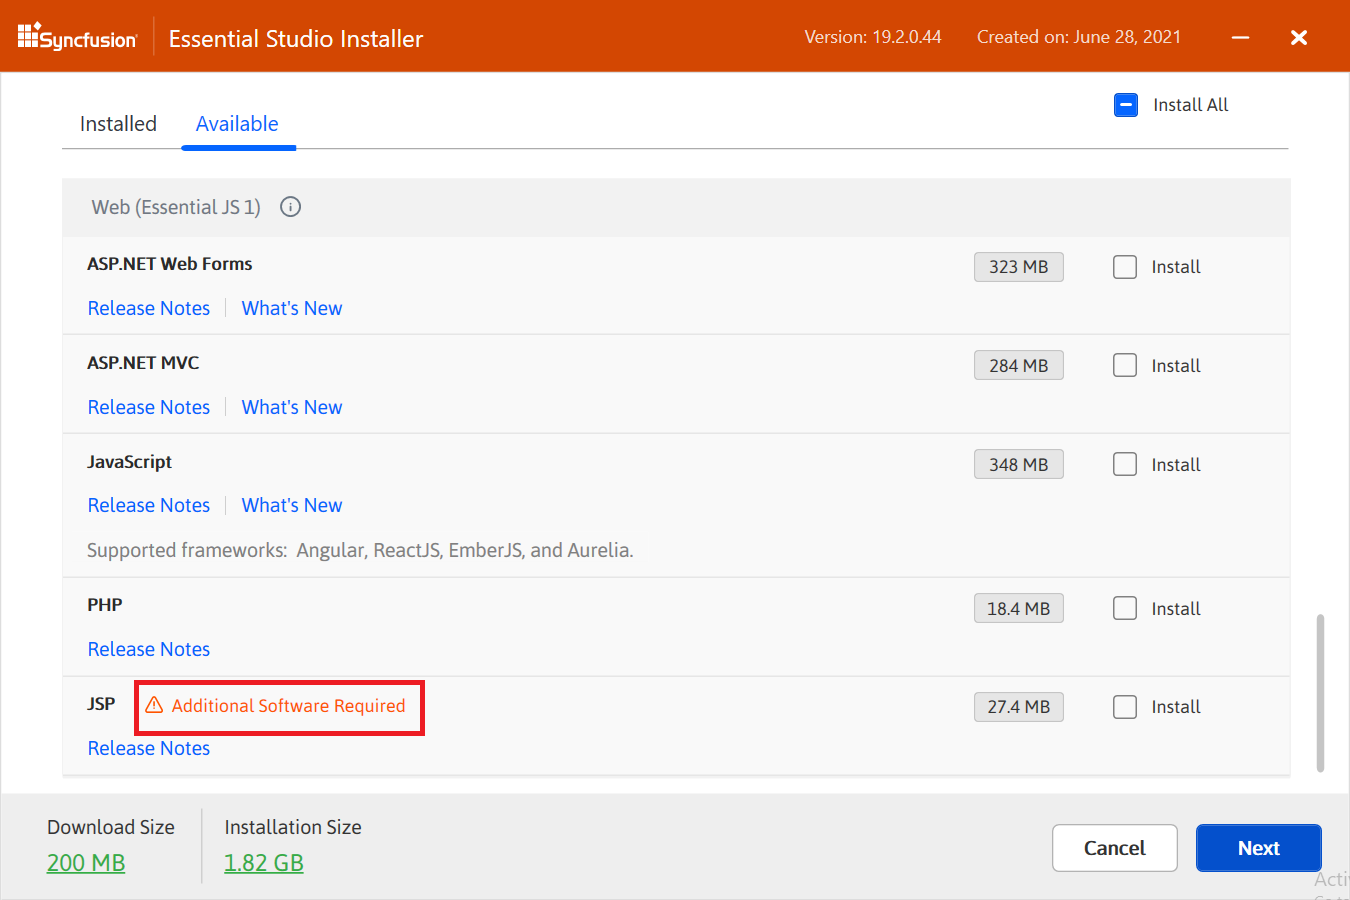 Syncfusion Essential Studio Installer Version: 19.2.0.44 Created on: June 28, 2021
Install All
Installed Available
Web (Essential JS 1)
ASP.NET Web Forms 323 MB Install
Release Notes What's New
ASP.NET MVC 284 MB Install
Release Notes What's New
JavaScript 348 MB Install
Release Notes What's New
Supported frameworks: Angular, ReactJS, EmberJS, and Aurelia.
PHP 18.4 MB Install
Release Notes
JSP Additional Software Required 27.4 MB Install
Release Notes
Download Size Installation Size
200 MB 1.82 GB
Cancel Next
Acti